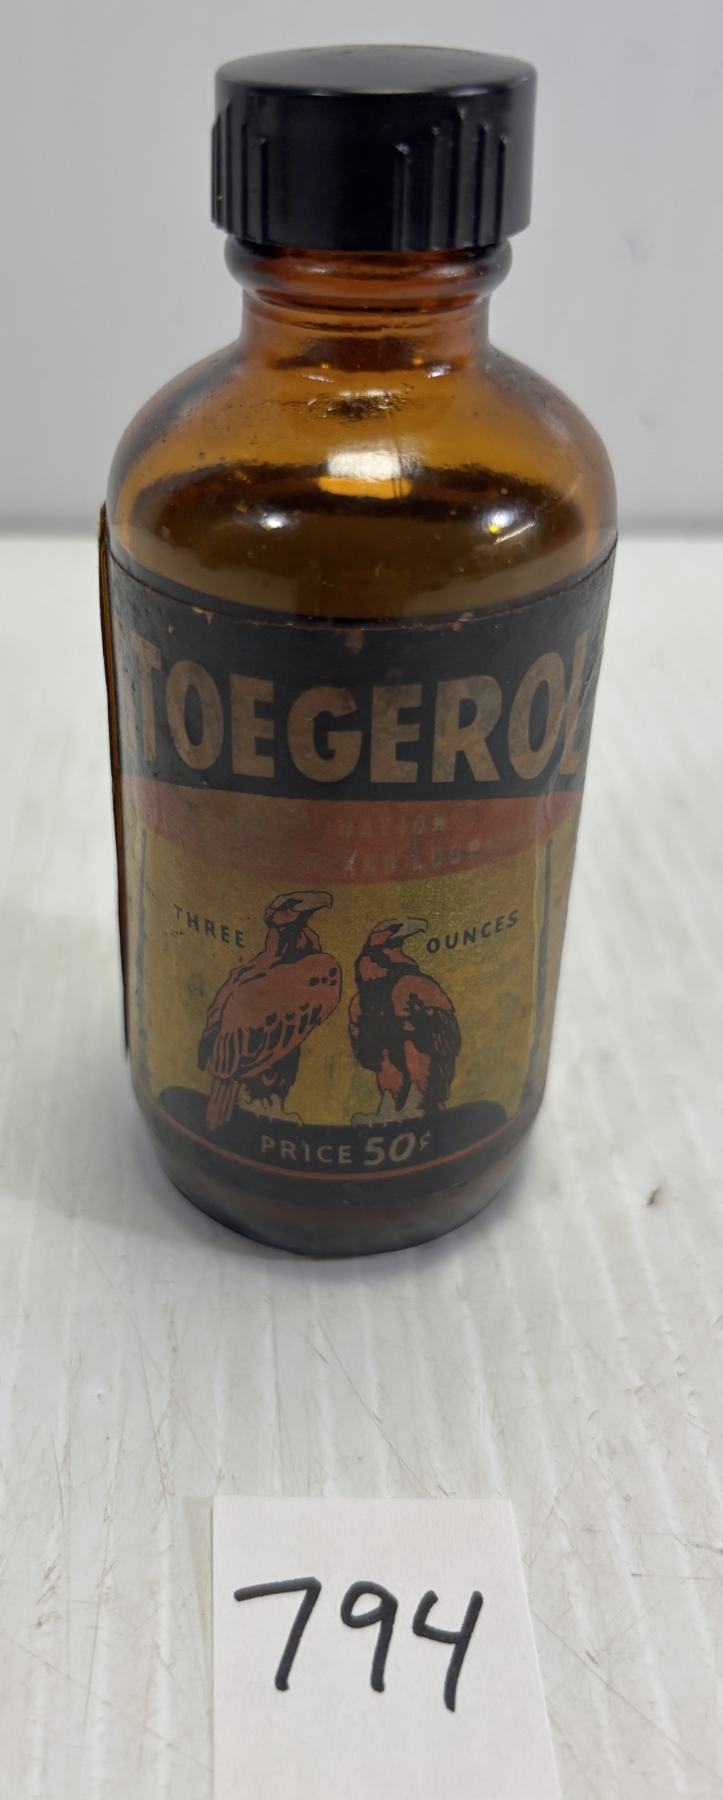 TOEGEROL
THREE
OUNCES
PRICE 50¢
794